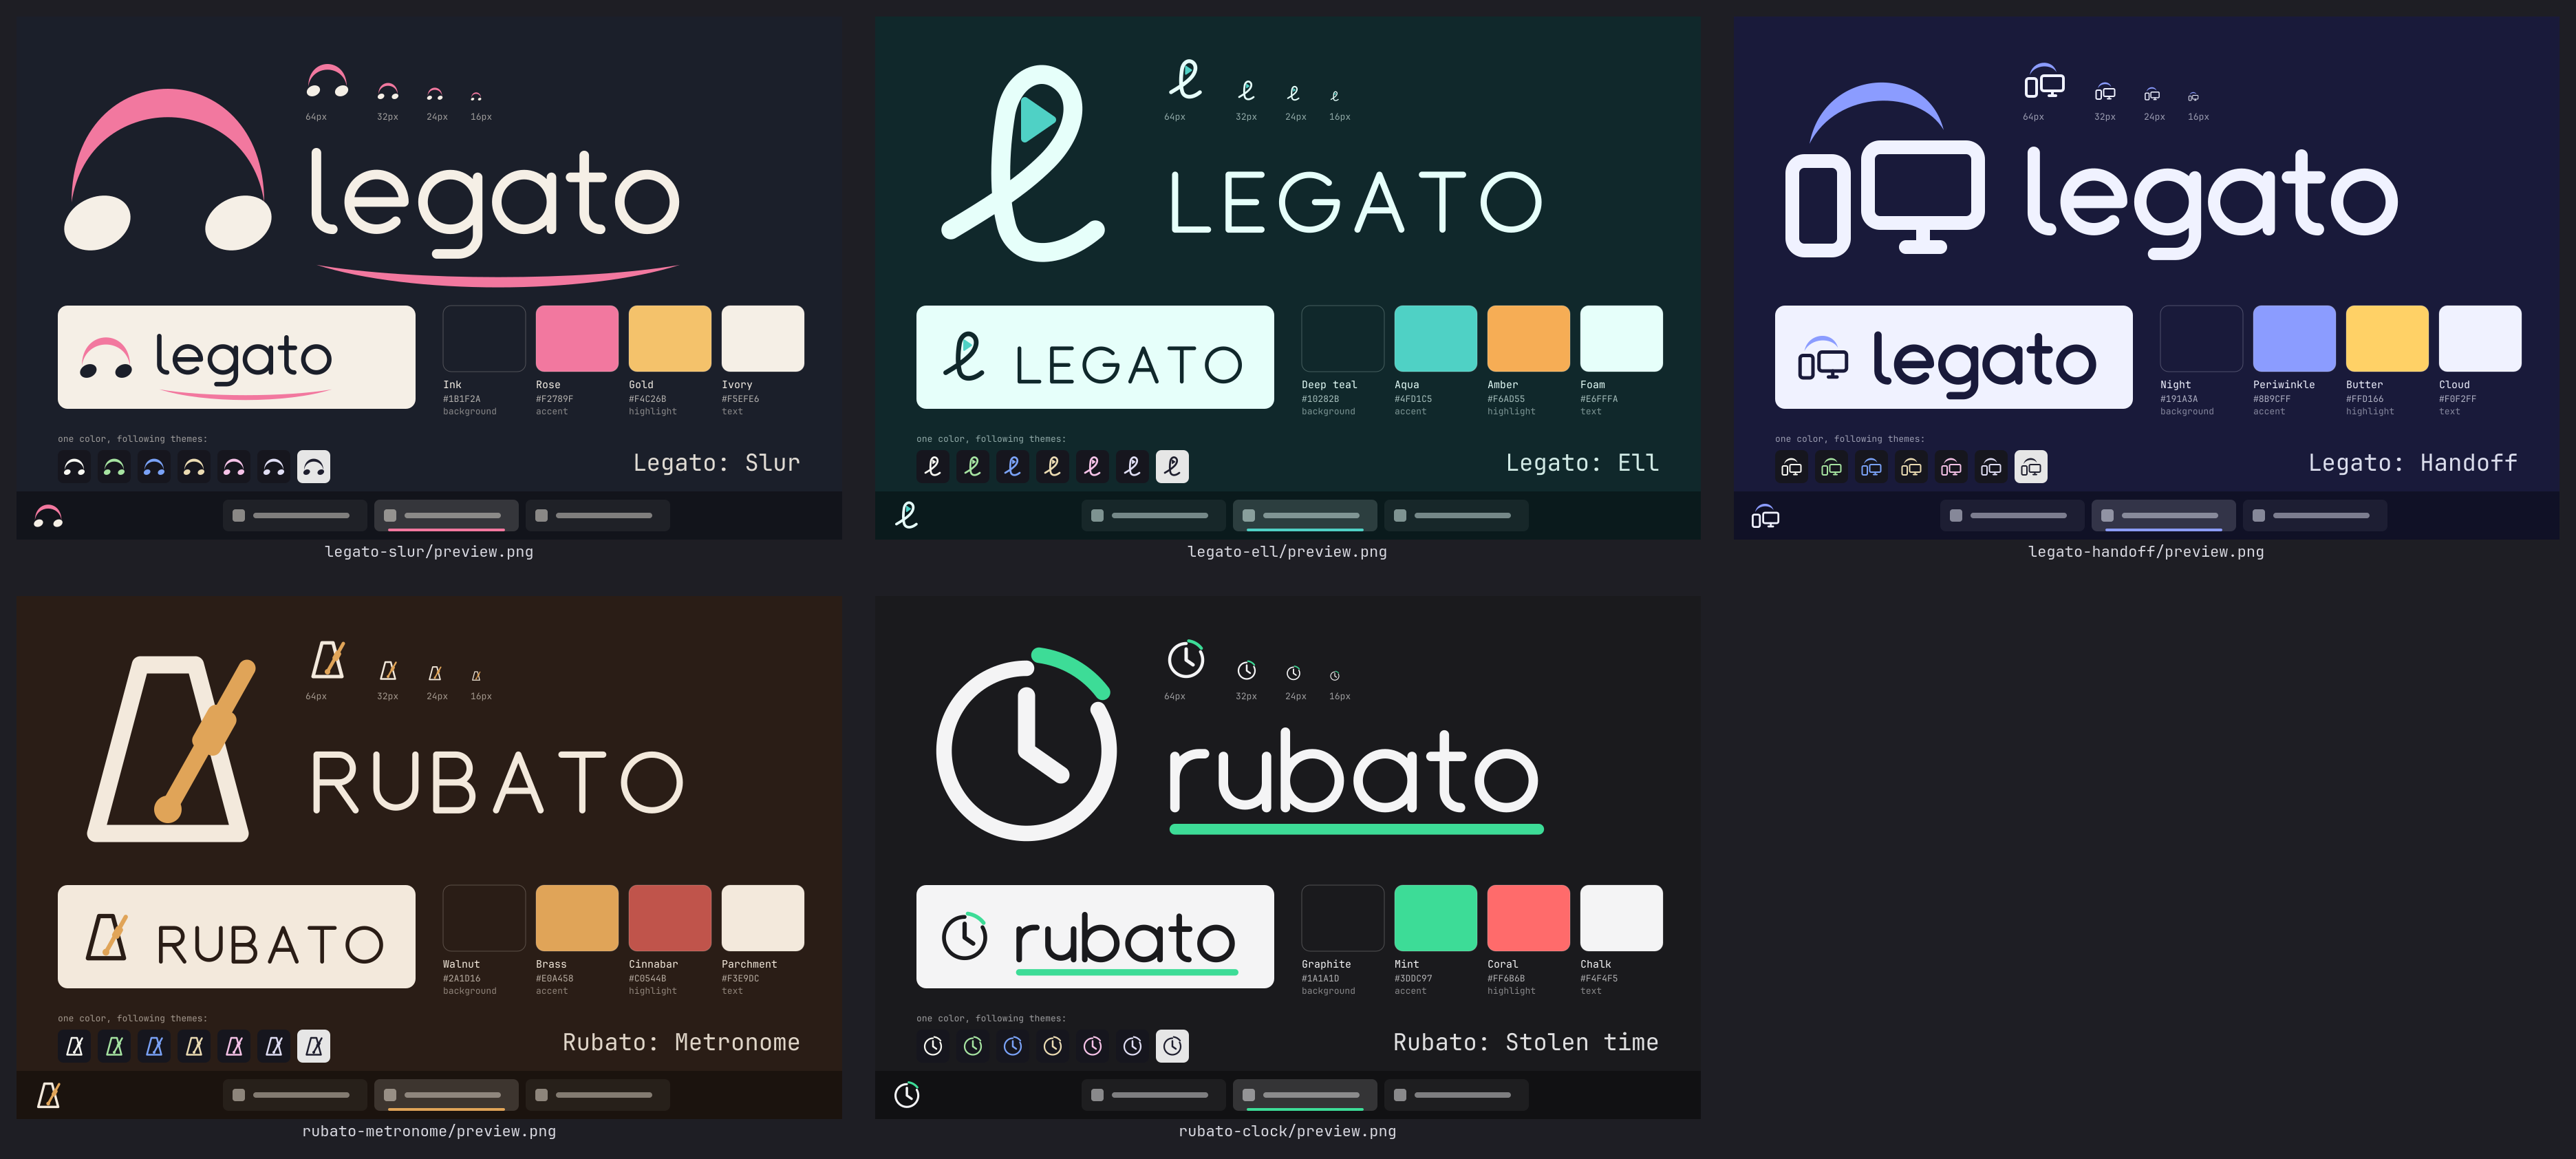 64px 32px 24px 16px
legato
legato
Ink Rose Gold Ivory
#1B1F2A #F2789F #F4C26B #F5EFE6
background accent highlight text
one color, following themes:
Legato: Slur
legato-slur/preview.png
64px 32px 24px 16px
LEGATO
LEGATO
Deep teal Aqua Amber Foam
#10282B #4FD1C5 #F6AD55 #E6FFFA
background accent highlight text
one color, following themes:
Legato: Ell
legato-ell/preview.png
64px 32px 24px 16px
legato
legato
Night Periwinkle Butter Cloud
#191A3A #8B9CFF #FFD166 #F0F2FF
background accent highlight text
one color, following themes:
Legato: Handoff
legato-handoff/preview.png
64px 32px 24px 16px
RUBATO
RUBATO
Walnut Brass Cinnabar Parchment
#2A1D16 #E0A458 #C0544B #F3E9DC
background accent highlight text
one color, following themes:
Rubato: Metronome
rubato-metronome/preview.png
64px 32px 24px 16px
rubato
rubato
Graphite Mint Coral Chalk
#1A1A1D #3DDC97 #FF6B6B #F4F4F5
background accent highlight text
one color, following themes:
Rubato: Stolen time
rubato-clock/preview.png